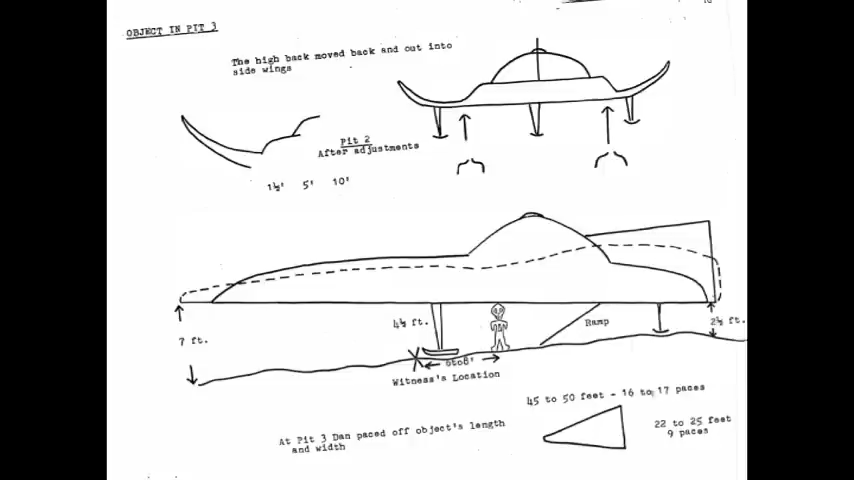 OBJECT IN PIT 3
The high back moved back and cut into
side wings
Pit 2
After adjustments
1½' 5' 10'
4½ ft.
Ramp
2½ ft.
7 ft.
X
6to8'
Witness's Location
45 to 50 feet - 16 to 17 paces
22 to 25 feet
9 paces
At Pit 3 Dan paced off object's length
and width